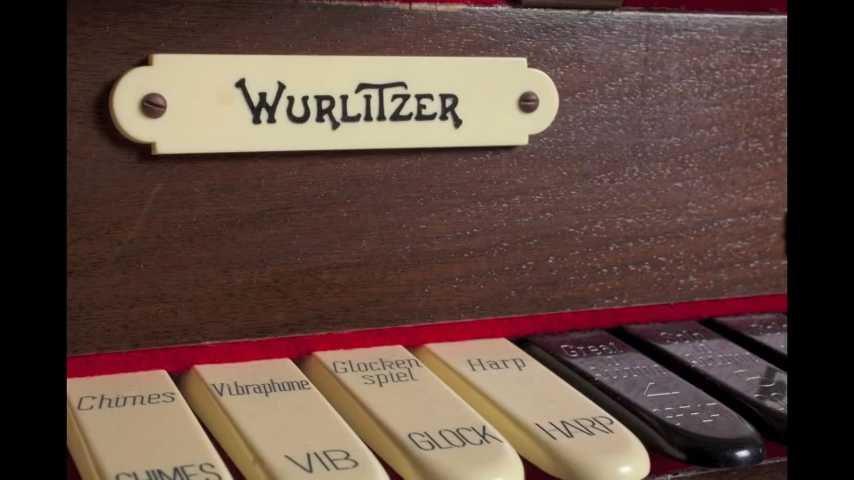 WURLITZER
Chimes
CHIMES
Vibraphone
VIB
Glocken
spiel
GLOCK
Harp
HARP
Great